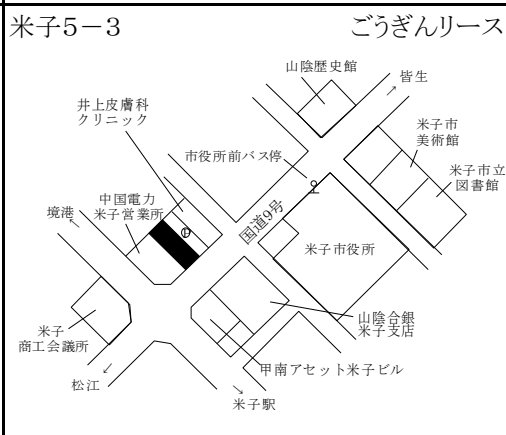 米子5－3
ごうぎんリース
山陰歴史館
皆生
井上皮膚科
クリニック
米子市
美術館
市役所前バス停
米子市立
図書館
中国電力
米子営業所
境港
国道9号
米子市役所
山陰合銀
米子支店
米子
商工会議所
甲南アセット米子ビル
松江
米子駅